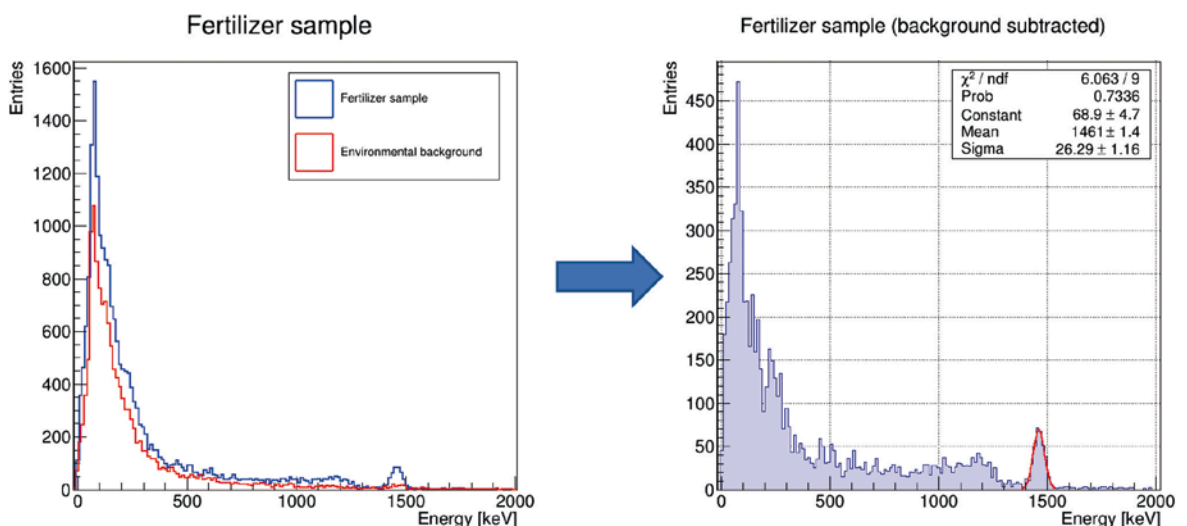 Fertilizer sample
Entries
1600
1400
1200
1000
800
600
400
200
0
Fertilizer sample
Environmental background
0
500
1000
1500
2000
Energy [keV]
Fertilizer sample (background subtracted)
Entries
450
400
350
300
250
200
150
100
50
0
χ² / ndf 6.063 / 9
Prob 0.7336
Constant 68.9 ± 4.7
Mean 1461 ± 1.4
Sigma 26.29 ± 1.16
0
500
1000
1500
2000
Energy [keV]